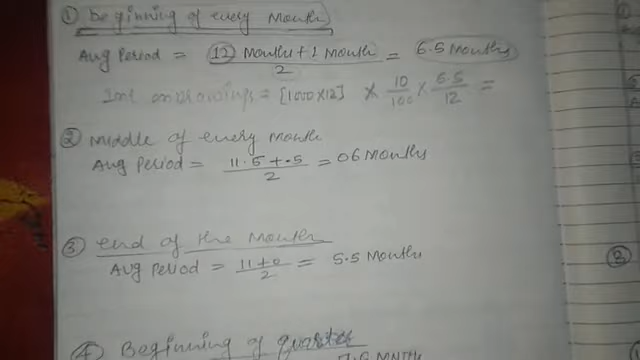 ① beginning of every Month
Avg Period = 12 Months + 1 Month / 2 = 6.5 Months
Int on drawings = [1000 × 12] × 10/100 × 6.5/12 =
② Middle of every Month
Avg Period = 11.5 + .5 / 2 = 06 Months
③ end of the Month
Avg Period = 11 + 0 / 2 = 5.5 Months
3
④ Beginning of quarter